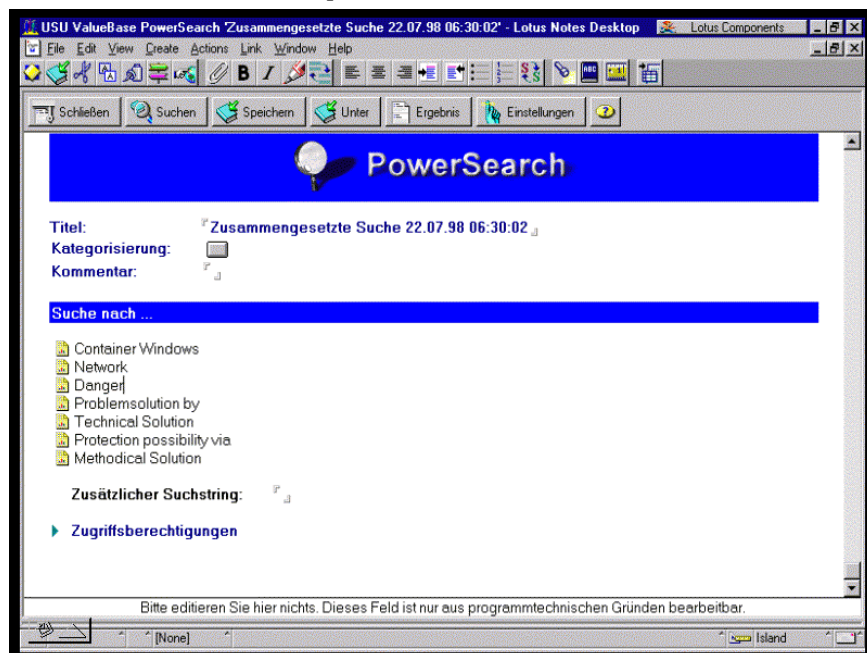 USU ValueBase PowerSearch 'Zusammengesetzte Suche 22.07.98 06:30:02' - Lotus Notes Desktop Lotus Components
File Edit View Create Actions Link Window Help
Schließen Suchen Speichern Unter Ergebnis Einstellungen
PowerSearch
Titel: Zusammengesetzte Suche 22.07.98 06:30:02
Kategorisierung:
Kommentar:
Suche nach ...
Container Windows
Network
Danger
Problemsolution by
Technical Solution
Protection possibility via
Methodical Solution
Zusätzlicher Suchstring:
Zugriffsberechtigungen
Bitte editieren Sie hier nichts. Dieses Feld ist nur aus programmtechnischen Gründen bearbeitbar.
[None] Island